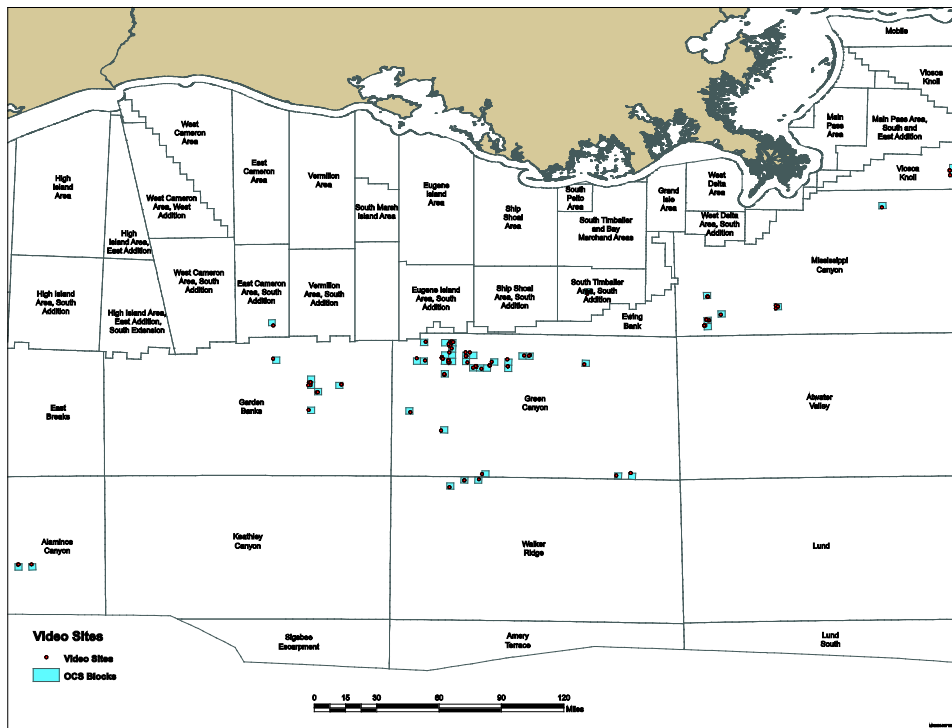 Mobile
Viosca
Knoll
West
Cameron
Area
Main
Pass
Area
Main Pass Area,
South and
East Addition
East
Cameron
Area
Vermilion
Area
Viosca
Knoll
High
Island
Area
Eugene
Island
Area
West
Delta
Area
South
Pelto
Area
Grand
Isle
Area
West Cameron
Area, West
Addition
South Marsh
Island Area
Ship
Shoal
Area
South Timbalier
and Bay
Marchand Areas
West Delta
Area, South
Addition
High
Island Area,
East Addition
Mississippi
Canyon
West Cameron
Area, South
Addition
High Island
Area, South
Addition
High Island Area,
East Addition,
South Extension
East Cameron
Area, South
Addition
Vermilion
Area, South
Addition
Eugene Island
Area, South
Addition
Ship Shoal
Area, South
Addition
South Timbalier
Area, South
Addition
Ewing
Bank
East
Breaks
Garden
Banks
Green
Canyon
Atwater
Valley
Alaminos
Canyon
Keathley
Canyon
Walker
Ridge
Lund
Sigsbee
Escarpment
Amery
Terrace
Lund
South
Video Sites
Video Sites
OCS Blocks
0 15 30 60 90 120
Miles